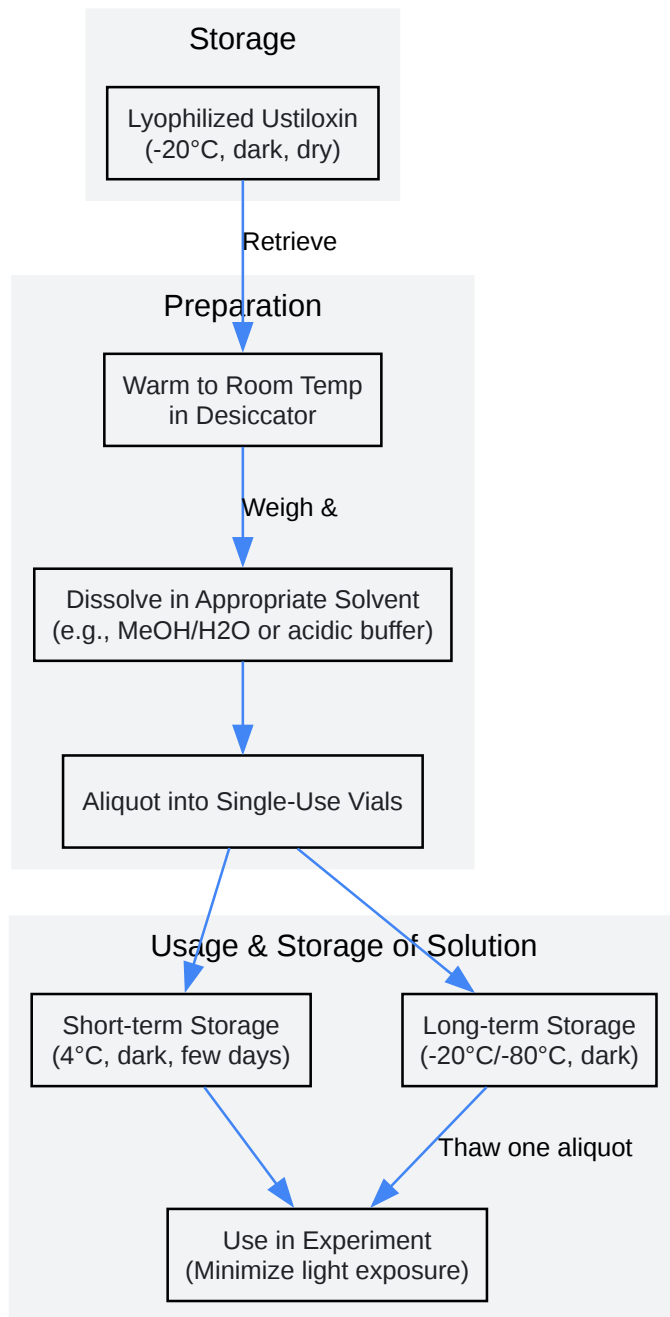 Storage
Lyophilized Ustiloxin
(-20°C, dark, dry)
Retrieve
Preparation
Warm to Room Temp
in Desiccator
Weigh &
Dissolve in Appropriate Solvent
(e.g., MeOH/H2O or acidic buffer)
Aliquot into Single-Use Vials
Usage & Storage of Solution
Short-term Storage
(4°C, dark, few days)
Long-term Storage
(-20°C/-80°C, dark)
Thaw one aliquot
Use in Experiment
(Minimize light exposure)